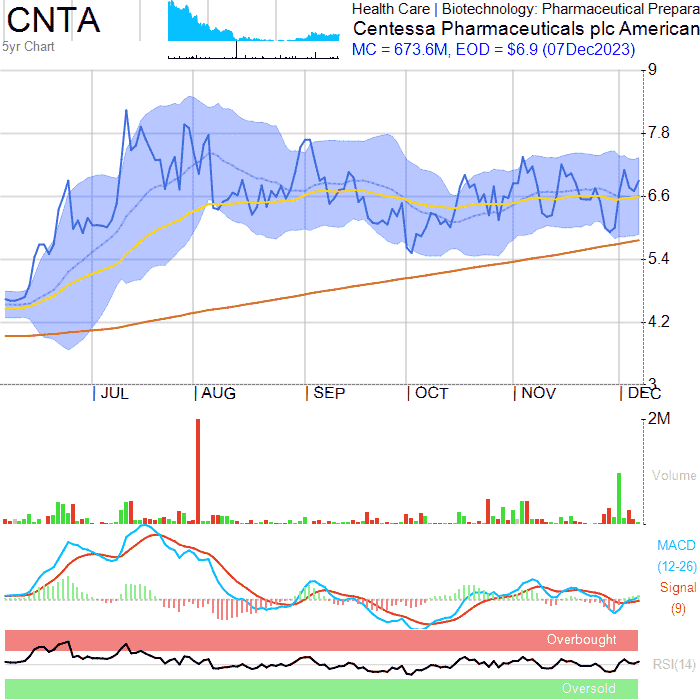 CNTA
5yr Chart
Health Care | Biotechnology: Pharmaceutical Prepara
Centessa Pharmaceuticals plc American
MC = 673.6M, EOD = $6.9 (07Dec2023)
9
7.8
6.6
5.4
4.2
3
JUL AUG SEP OCT NOV DEC
2M
Volume
MACD
(12-26)
Signal
(9)
Overbought
RSI(14)
Oversold